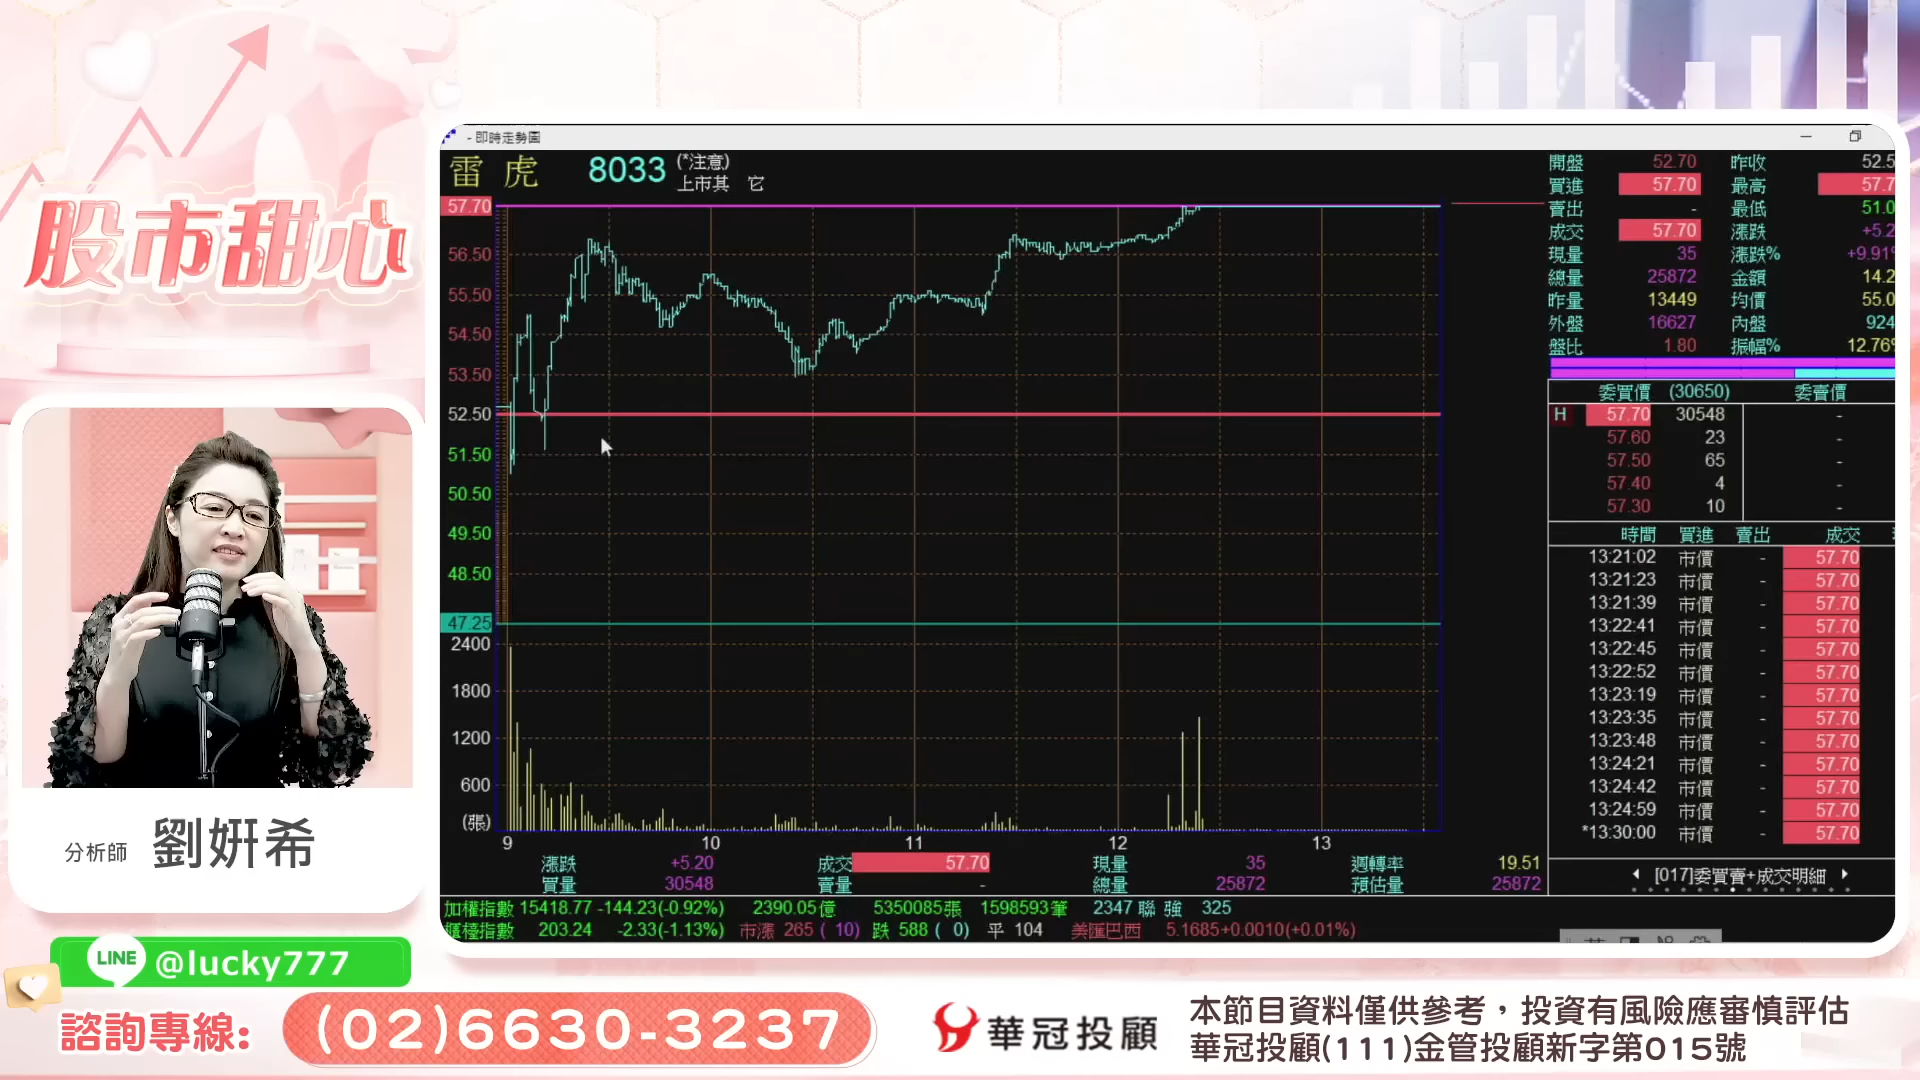 股市甜心
分析師 劉妍希
LINE @lucky777
諮詢專線: (02)6630-3237
華冠投顧
本節目資料僅供參考，投資有風險應審慎評估
華冠投顧(111)金管投顧新字第015號
- 即時走勢圖
雷虎 8033 (*注意)
上市其 它
57.70
56.50
55.50
54.50
53.50
52.50
51.50
50.50
49.50
48.50
47.25
2400
1800
1200
600
(張)
9 10 11 12 13
漲跌 +5.20 成交 57.70 現量 35 週轉率 19.51
買量 30548 賣量 - 總量 25872 預估量 25872
加權指數 15418.77 -144.23(-0.92%) 2390.05億 5350085張 1598593筆 2347 聯 強 325
櫃檯指數 203.24 -2.33(-1.13%) 市漲 265 ( 10) 跌 588 ( 0) 平 104 美匯巴西 5.1685+0.0010(+0.01%)
開盤 52.70 昨收 52.5
買進 57.70 最高 57.7
賣出 - 最低 51.0
成交 57.70 漲跌 +5.2
現量 35 漲跌% +9.91%
總量 25872 金額 14.2
昨量 13449 均價 55.0
外盤 16627 內盤 924
盤比 1.80 振幅% 12.76%
委買價 (30650) 委賣價
H 57.70 30548 -
57.60 23 -
57.50 65 -
57.40 4 -
57.30 10 -
時間 買進 賣出 成交
13:21:02 市價 - 57.70
13:21:23 市價 - 57.70
13:21:39 市價 - 57.70
13:22:41 市價 - 57.70
13:22:45 市價 - 57.70
13:22:52 市價 - 57.70
13:23:19 市價 - 57.70
13:23:35 市價 - 57.70
13:23:48 市價 - 57.70
13:24:21 市價 - 57.70
13:24:42 市價 - 57.70
13:24:59 市價 - 57.70
*13:30:00 市價 - 57.70
[017]委買賣+成交明細